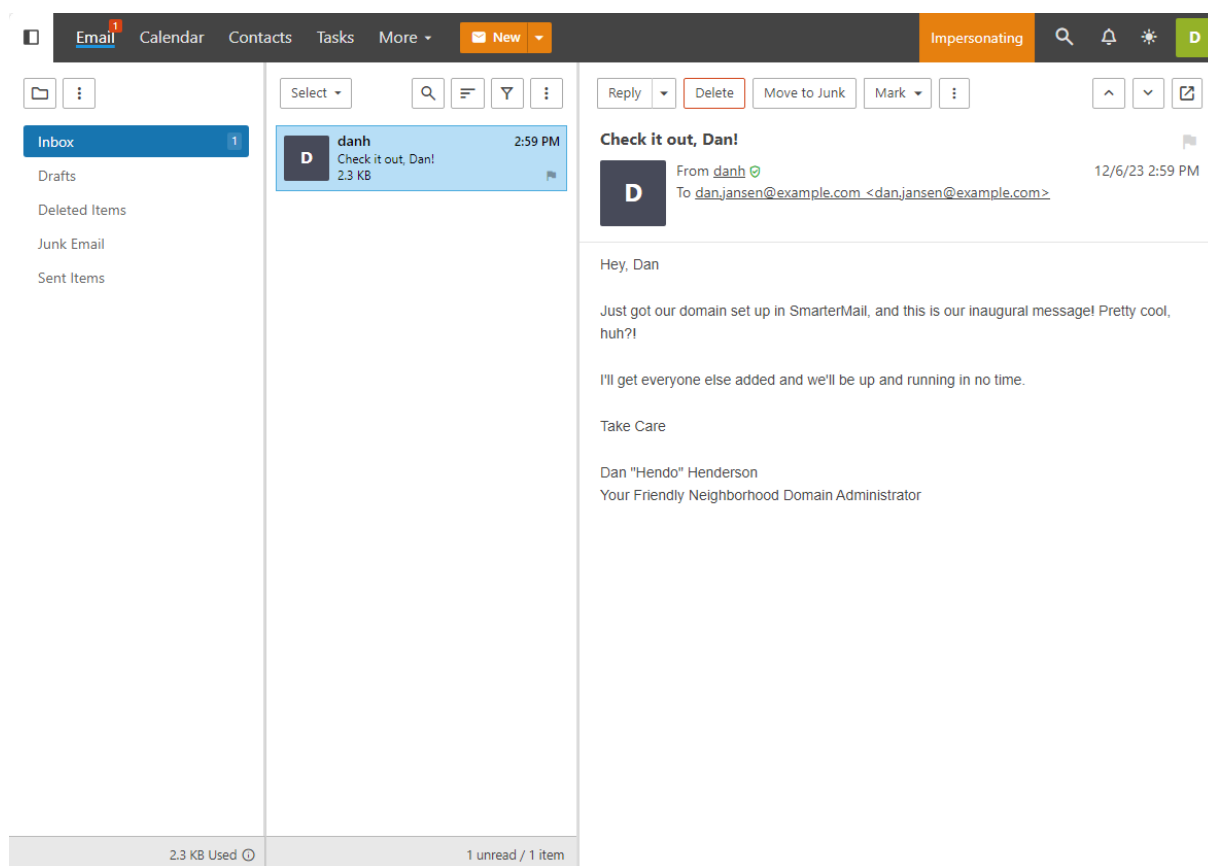 Email 1 Calendar Contacts Tasks More New Impersonating D
Select Reply Delete Move to Junk Mark
Inbox 1
Drafts
Deleted Items
Junk Email
Sent Items
D danh 2:59 PM
Check it out, Dan!
2.3 KB
Check it out, Dan!
D From danh 12/6/23 2:59 PM
To dan.jansen@example.com <dan.jansen@example.com>
Hey, Dan
Just got our domain set up in SmarterMail, and this is our inaugural message! Pretty cool,
huh?!
I'll get everyone else added and we'll be up and running in no time.
Take Care
Dan "Hendo" Henderson
Your Friendly Neighborhood Domain Administrator
2.3 KB Used 1 unread / 1 item